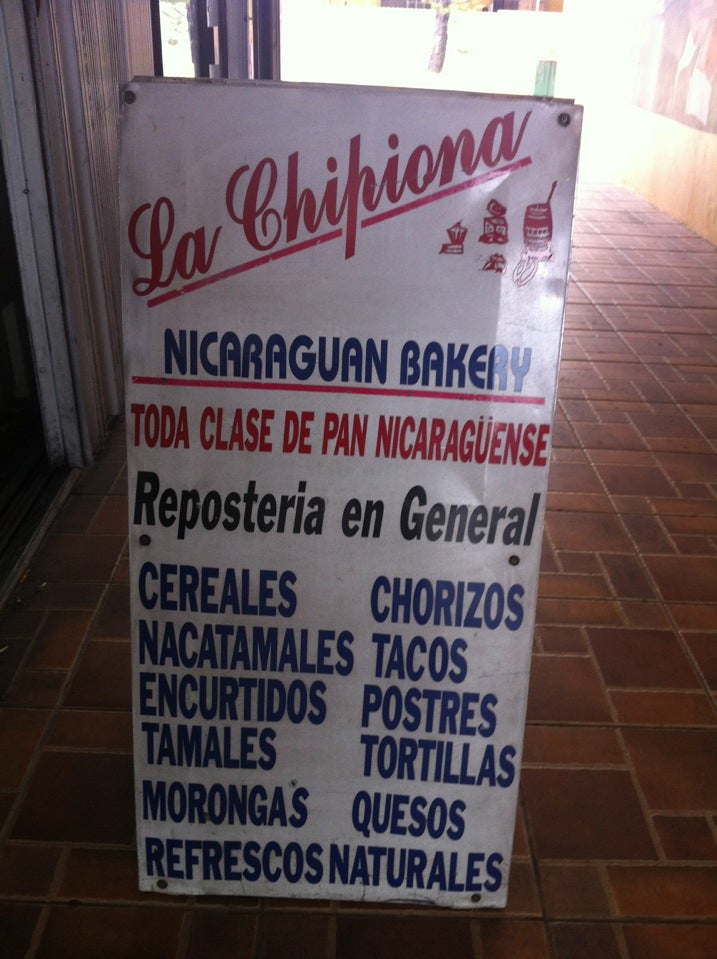 La Chipiona
NICARAGUAN BAKERY
TODA CLASE DE PAN NICARAGÜENSE
Reposteria en General
CEREALES CHORIZOS
NACATAMALES TACOS
ENCURTIDOS POSTRES
TAMALES TORTILLAS
MORONGAS QUESOS
REFRESCOS NATURALES